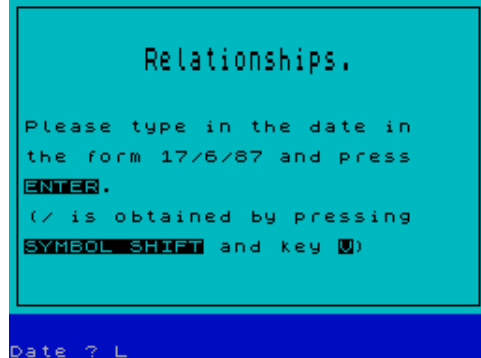 Relationships.
Please type in the date in
the form 17/6/87 and press
ENTER.
(/ is obtained by pressing
SYMBOL SHIFT and key V)
Date ? L